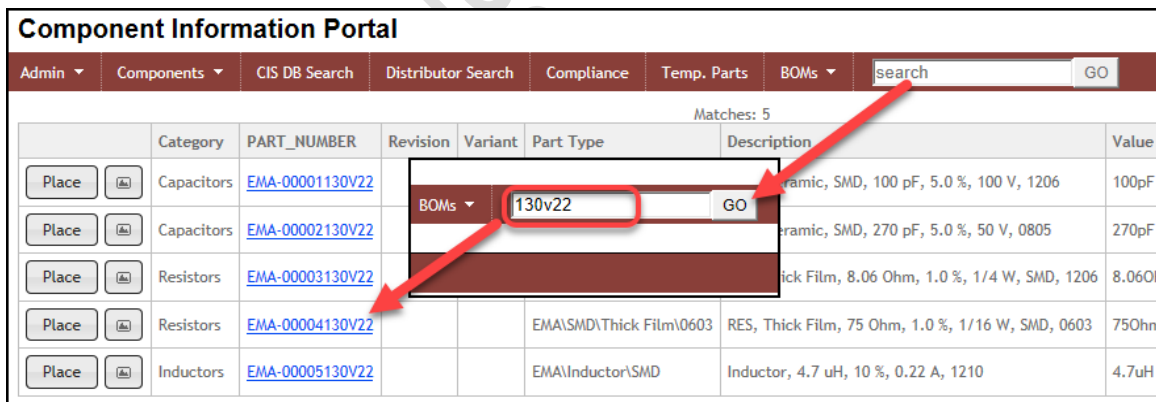 Component Information Portal
Admin Components CIS DB Search Distributor Search Compliance Temp. Parts BOMs search GO
Matches: 5
Category PART_NUMBER Revision Variant Part Type Description Value
Place Capacitors EMA-00001130V22 SMD, 100 pF, 5.0 %, 100 V, 1206 100pF
BOMs 130v22 GO
Place Capacitors EMA-00002130V22 SMD, 270 pF, 5.0 %, 50 V, 0805 270pF
Place Resistors EMA-00003130V22 Film, 8.06 Ohm, 1.0 %, 1/4 W, SMD, 1206
Place Resistors EMA-00004130V22 EMA\SMD\Thick Film\0603 RES, Thick Film, 75 Ohm, 1.0 %, 1/16 W, SMD, 0603
Place Inductors EMA-00005130V22 EMA\Inductor\SMD Inductor, 4.7 uH, 10 %, 0.22 A, 1210 4.7uH